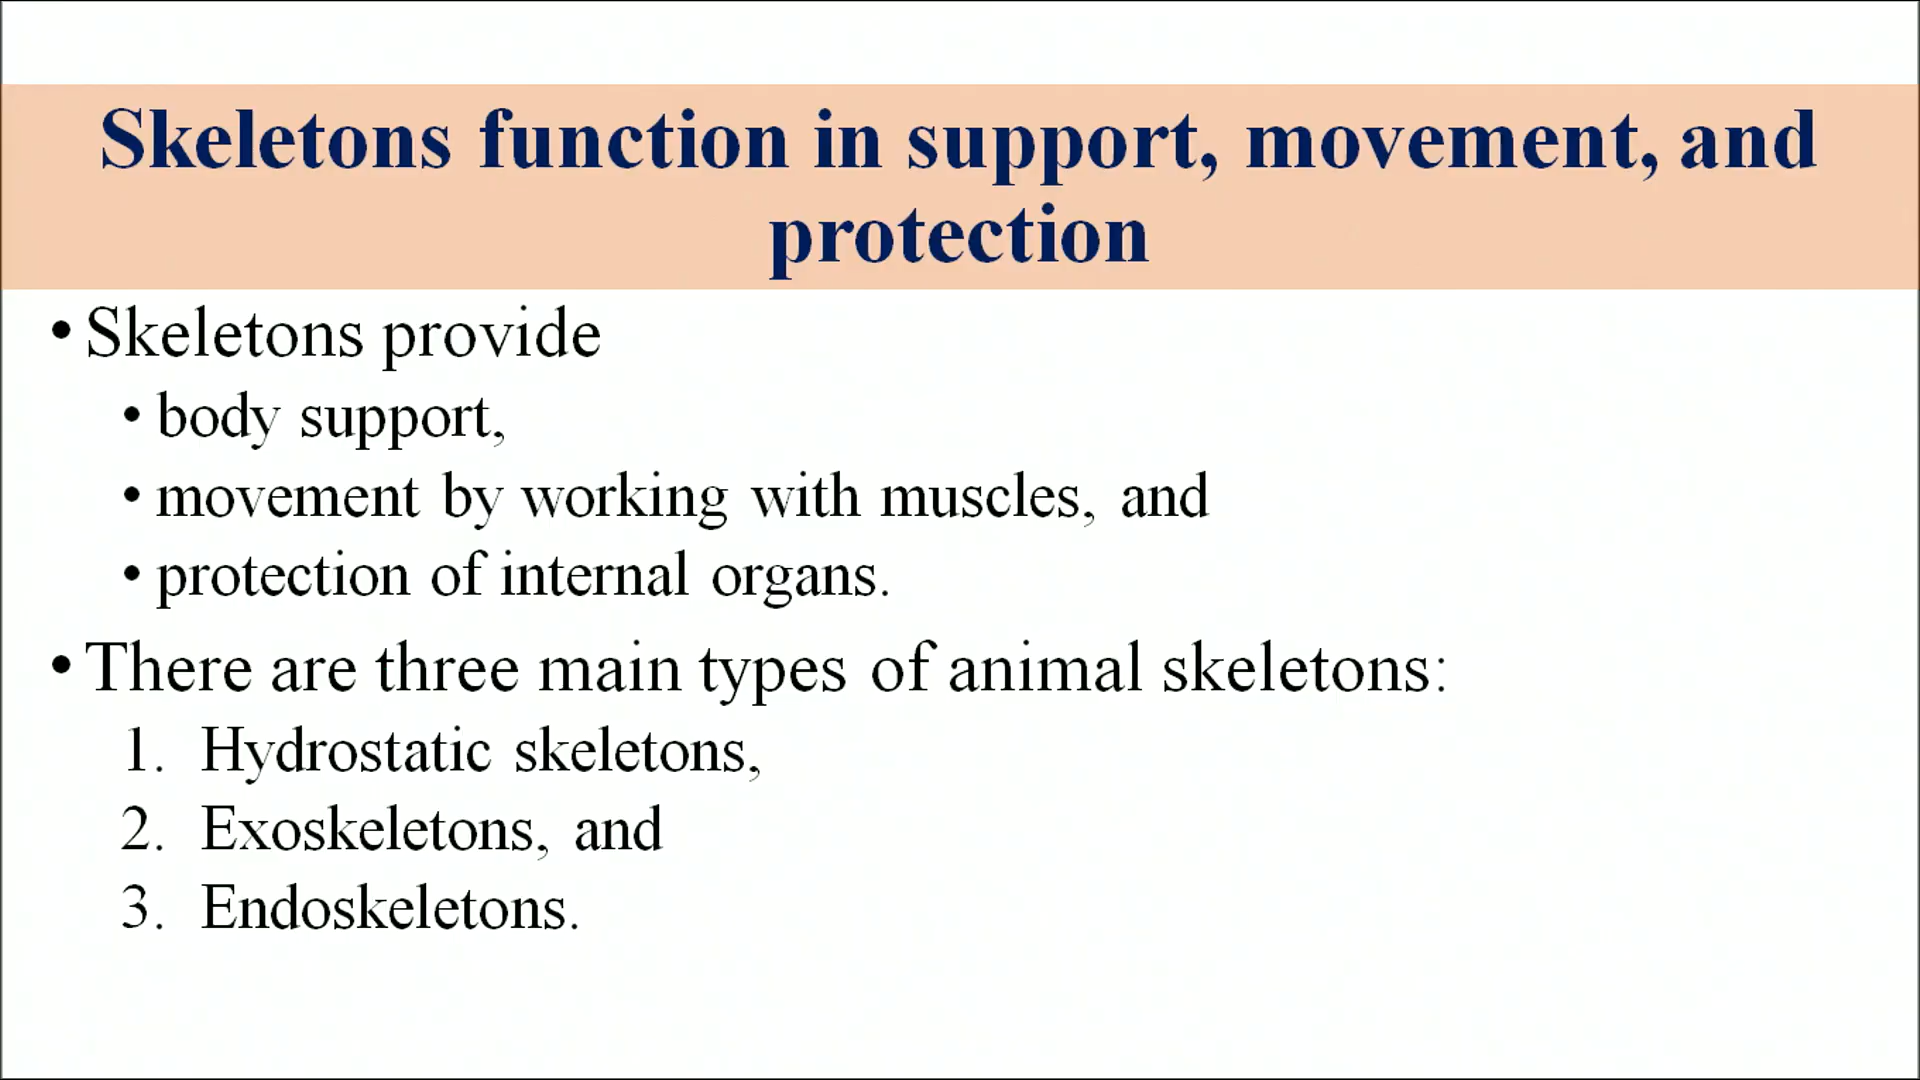 Skeletons function in support, movement, and
protection
• Skeletons provide
• body support,
• movement by working with muscles, and
• protection of internal organs.
• There are three main types of animal skeletons:
1. Hydrostatic skeletons,
2. Exoskeletons, and
3. Endoskeletons.